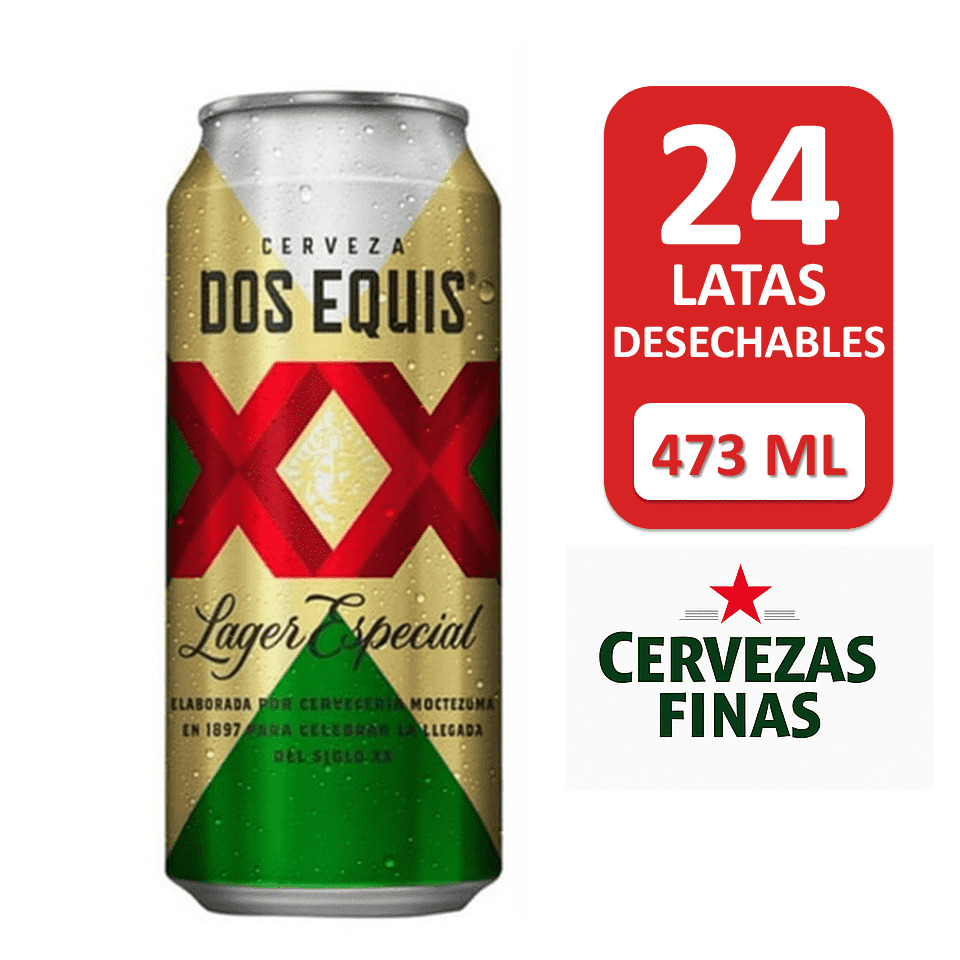 CERVEZA
DOS EQUIS®
XX
Lager Especial
ELABORADA POR CERVECERÍA MOCTEZUMA
EN 1897 PARA CELEBRAR LA LLEGADA
DEL SIGLO XX
24
LATAS
DESECHABLES
473 ML
CERVEZAS
FINAS